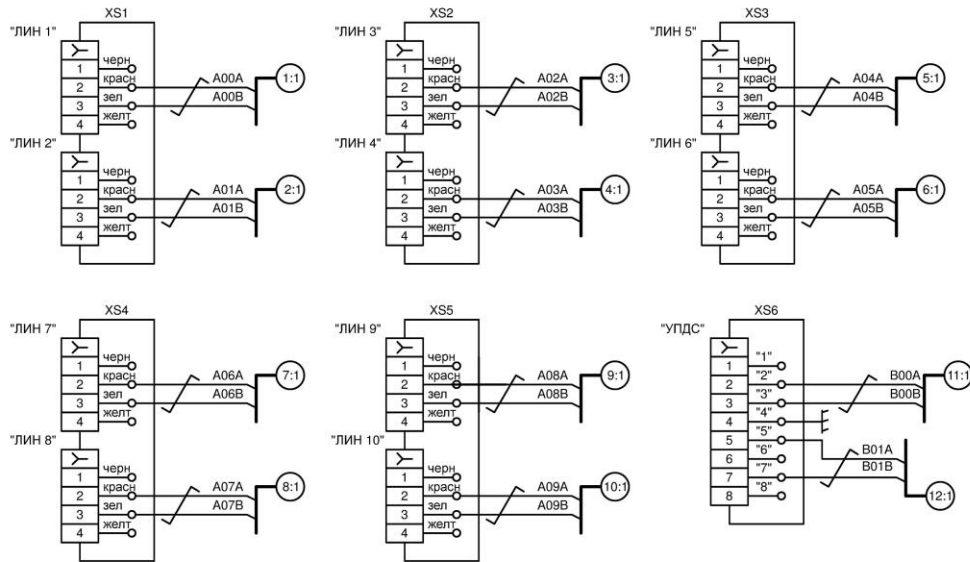 XS1
"ЛИН 1"
1 черн
2 красн A00A 1:1
3 зел A00B
4 желт
"ЛИН 2"
1 черн
2 красн A01A 2:1
3 зел A01B
4 желт
XS2
"ЛИН 3"
1 черн
2 красн A02A 3:1
3 зел A02B
4 желт
"ЛИН 4"
1 черн
2 красн A03A 4:1
3 зел A03B
4 желт
XS3
"ЛИН 5"
1 черн
2 красн A04A 5:1
3 зел A04B
4 желт
"ЛИН 6"
1 черн
2 красн A05A 6:1
3 зел A05B
4 желт
XS4
"ЛИН 7"
1 черн
2 красн A06A 7:1
3 зел A06B
4 желт
"ЛИН 8"
1 черн
2 красн A07A 8:1
3 зел A07B
4 желт
XS5
"ЛИН 9"
1 черн
2 красн A08A 9:1
3 зел A08B
4 желт
"ЛИН 10"
1 черн
2 красн A09A 10:1
3 зел A09B
4 желт
XS6
"УПДС"
1 "1"
2 "2" B00A 11:1
3 "3" B00B
4 "4"
5 "5" B01A
6 "6"
7 "7" B01B
8 "8" 12:1